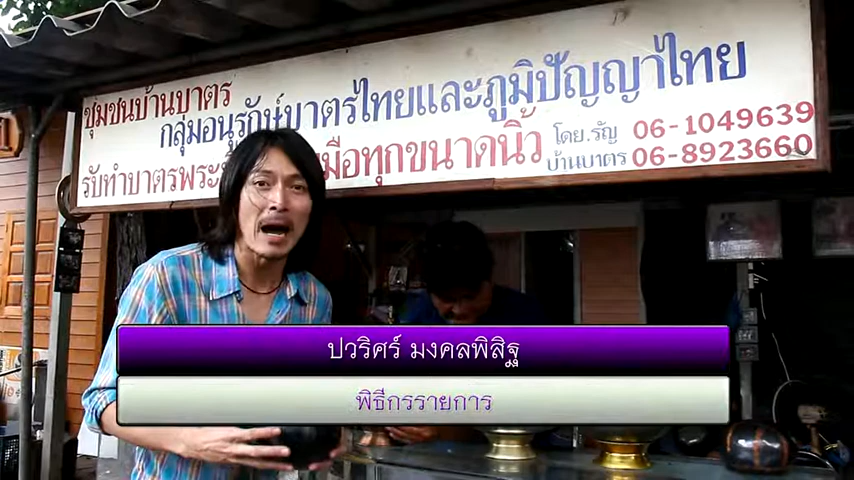 ชุมชนบ้านบาตร
กลุ่มอนุรักษ์บาตรไทยและภูมิปัญญาไทย
รับทำบาตรพระ มือทุกขนาดนิ้ว โดย.รัญ 06-1049639
บ้านบาตร 06-8923660
ปวริศร์ มงคลพิสิฐ
พิธีกรรายการ